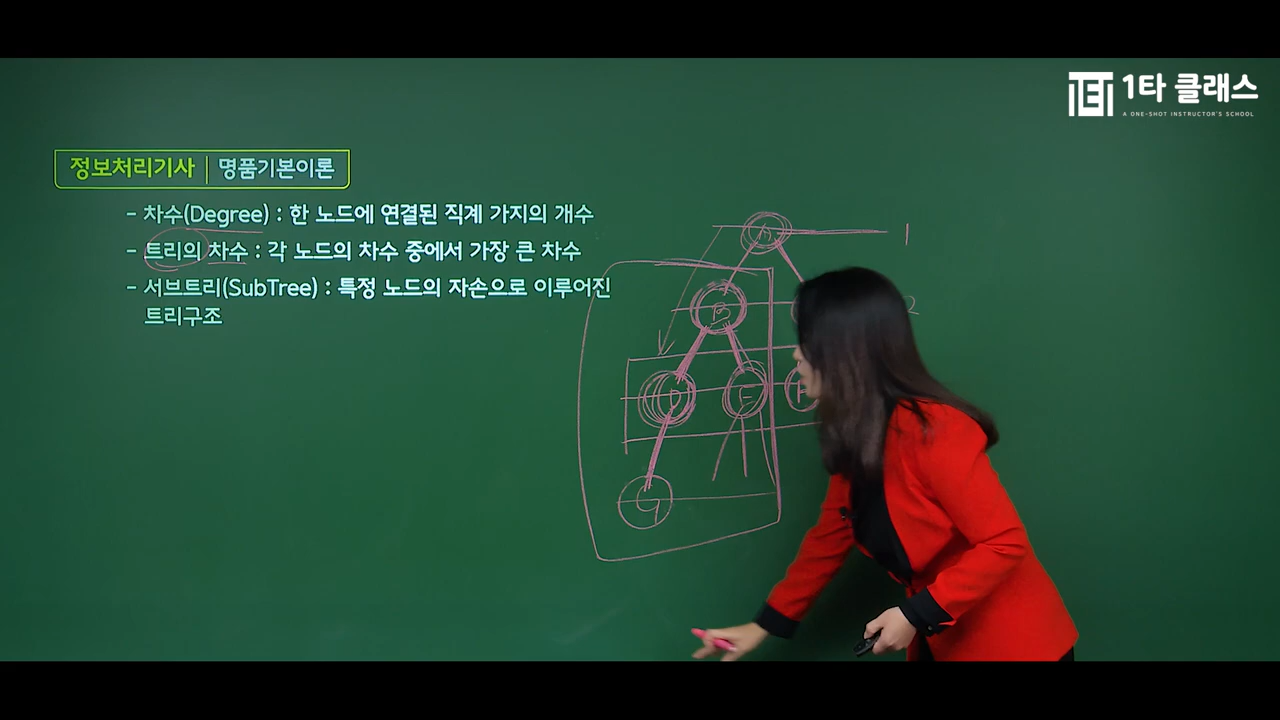 1타 클래스
A ONE-SHOT INSTRUCTOR'S SCHOOL
정보처리기사 | 명품기본이론
- 차수(Degree) : 한 노드에 연결된 직계 가지의 개수
- 트리의 차수 : 각 노드의 차수 중에서 가장 큰 차수
- 서브트리(SubTree) : 특정 노드의 자손으로 이루어진
트리구조
1
B
2
D E F
G